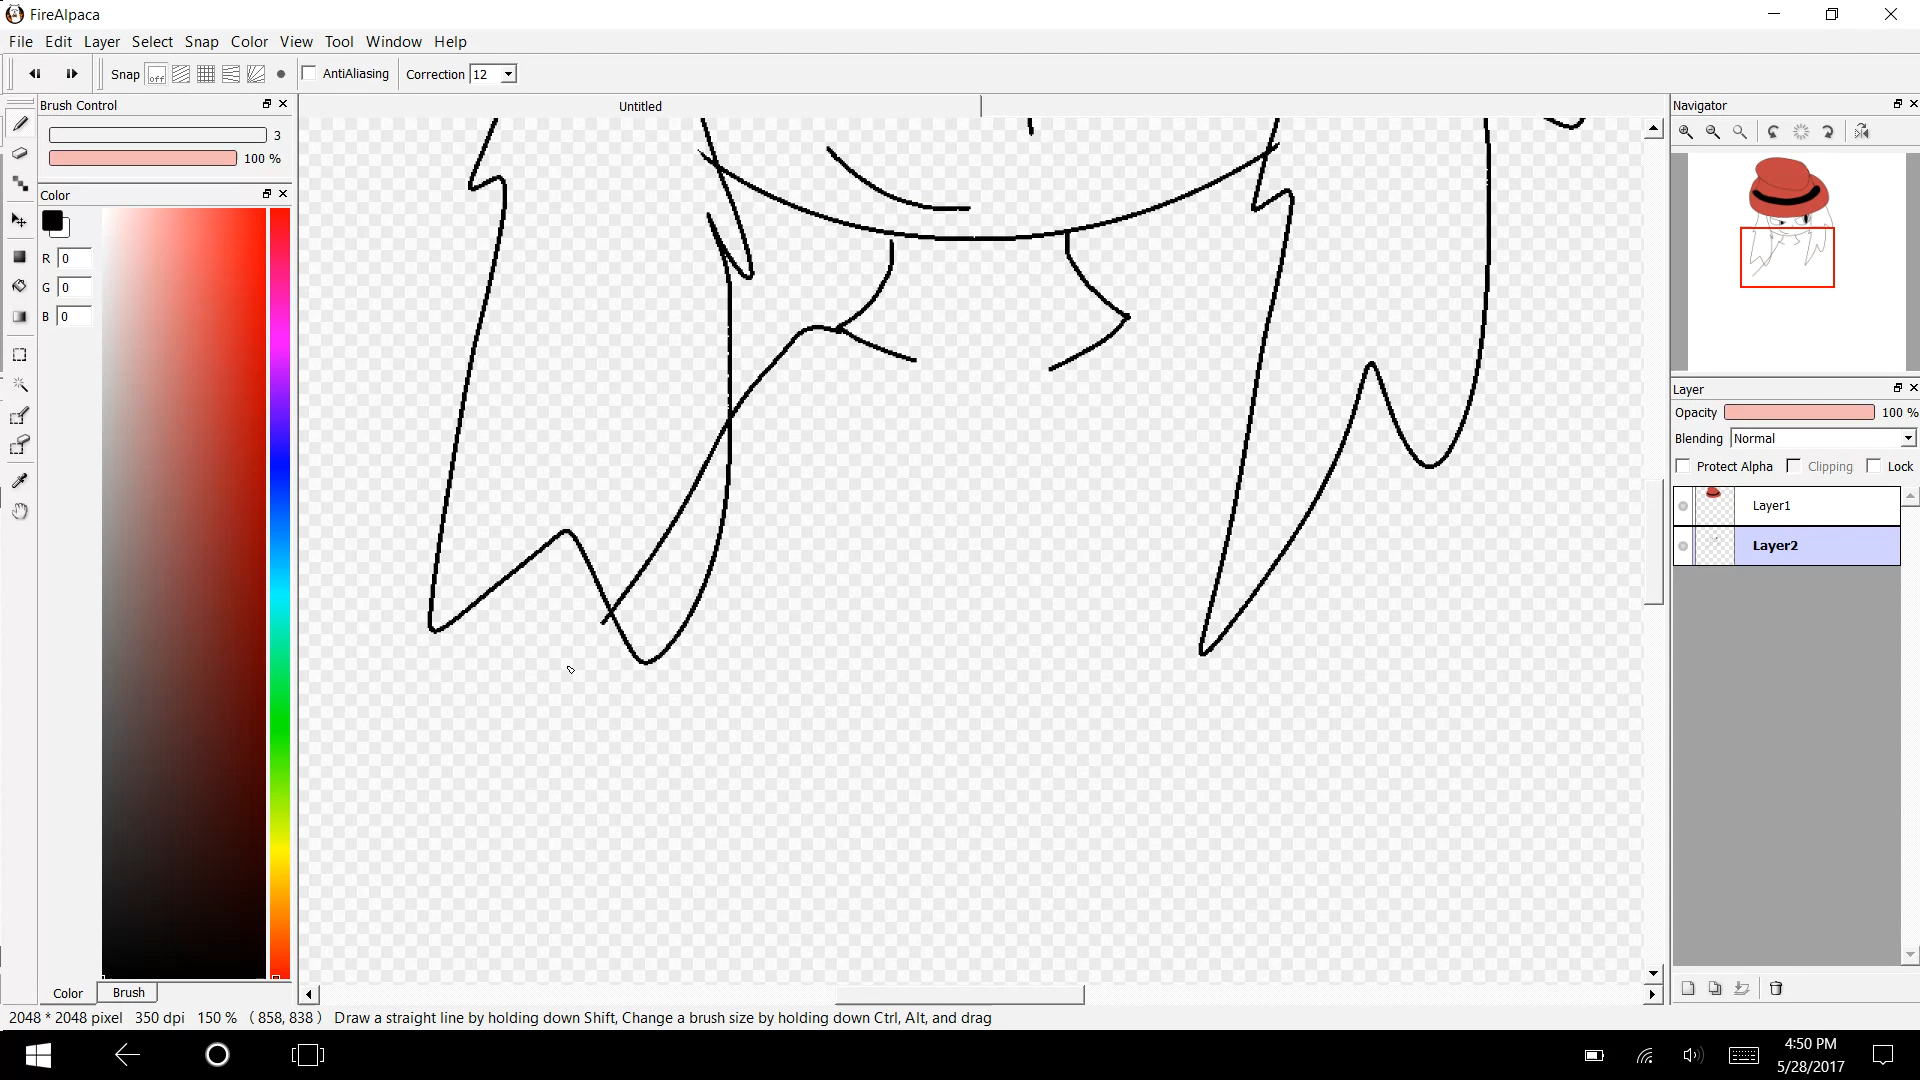 FireAlpaca
File Edit Layer Select Snap Color View Tool Window Help
Snap off AntiAliasing Correction 12
Brush Control
Untitled
Navigator
3
100 %
Color
R 0
G 0
B 0
Layer
Opacity 100 %
Blending Normal
Protect Alpha Clipping Lock
Layer1
Layer2
Color Brush
2048 * 2048 pixel 350 dpi 150 % ( 858, 838 ) Draw a straight line by holding down Shift, Change a brush size by holding down Ctrl, Alt, and drag
4:50 PM
5/28/2017